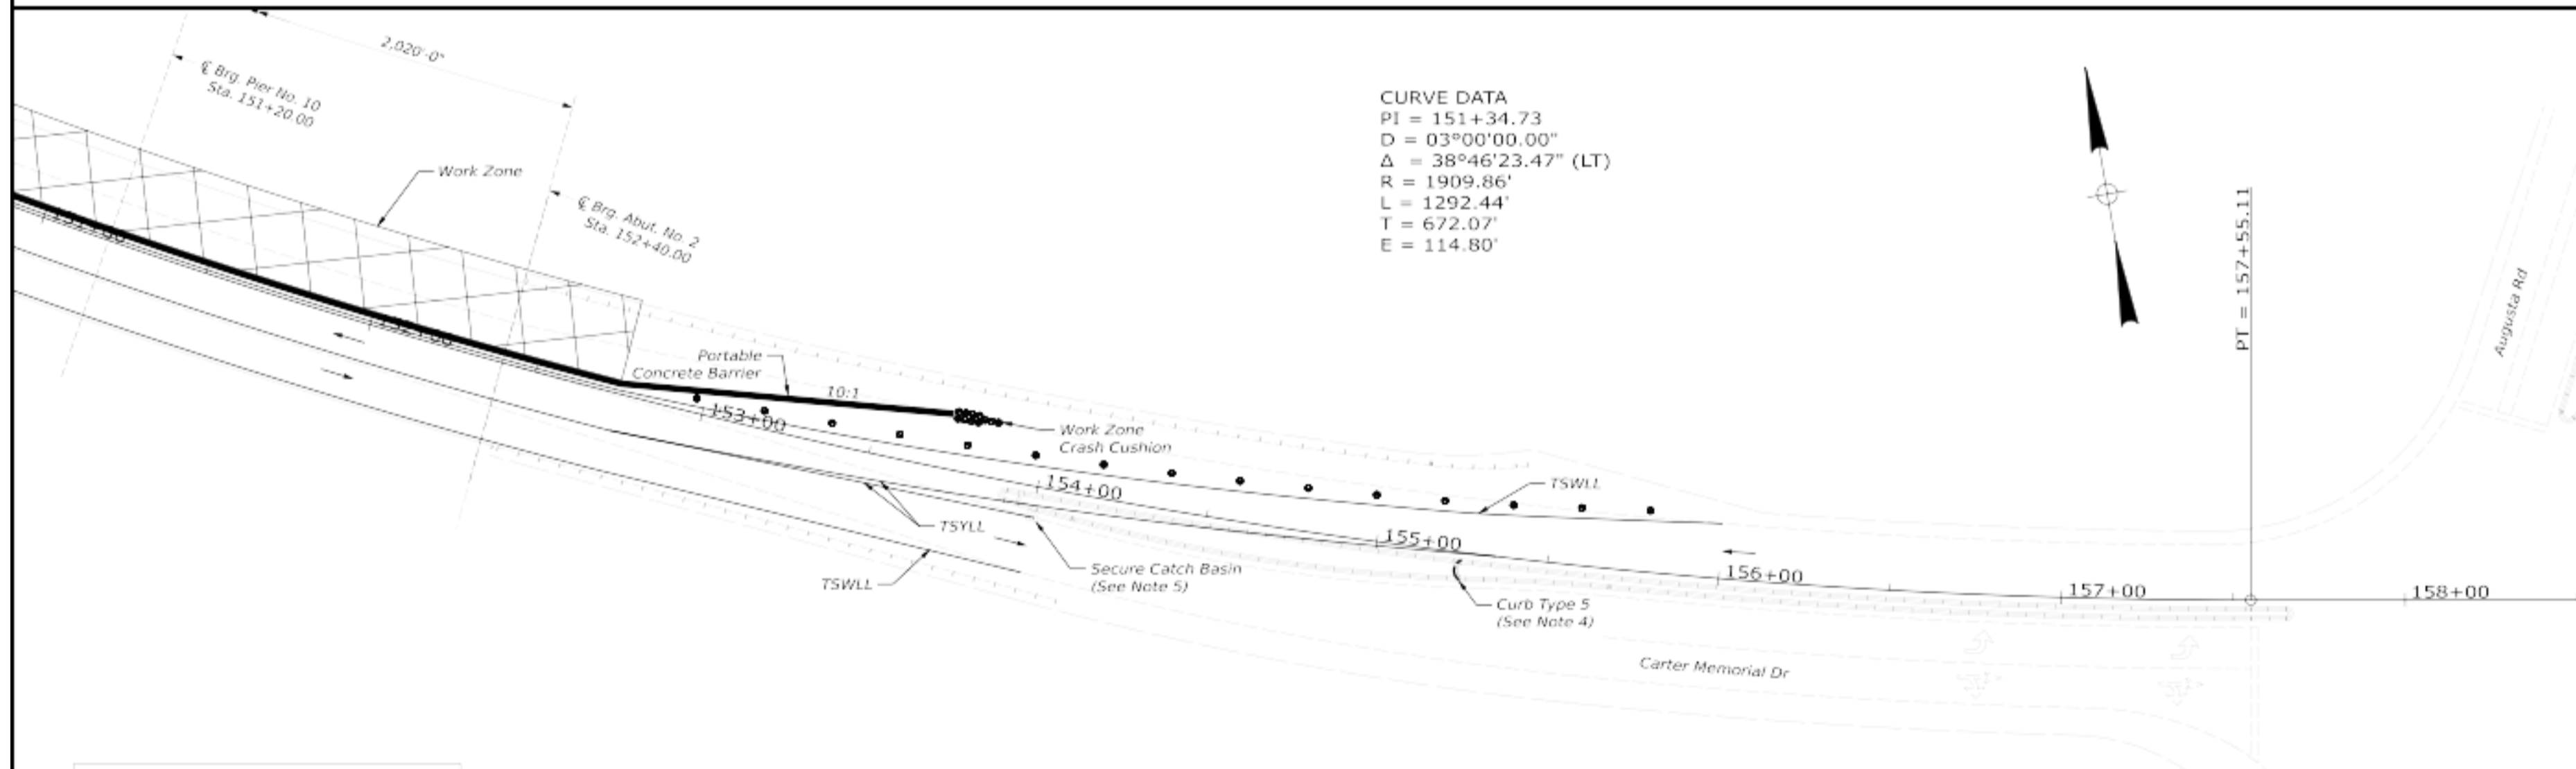 2,020'-0"
℄ Brg. Pier No. 10
Sta. 151+20.00
Work Zone
℄ Brg. Abut. No. 2
Sta. 152+40.00
CURVE DATA
PI = 151+34.73
D = 03°00'00.00"
Δ = 38°46'23.47" (LT)
R = 1909.86'
L = 1292.44'
T = 672.07'
E = 114.80'
PT = 157+55.11
Augusta Rd
Portable
Concrete Barrier
10:1
153+00
Work Zone
Crash Cushion
154+00
TSWLL
TSYLL
155+00
TSWLL
Secure Catch Basin
(See Note 5)
156+00
157+00
158+00
Curb Type 5
(See Note 4)
Carter Memorial Dr